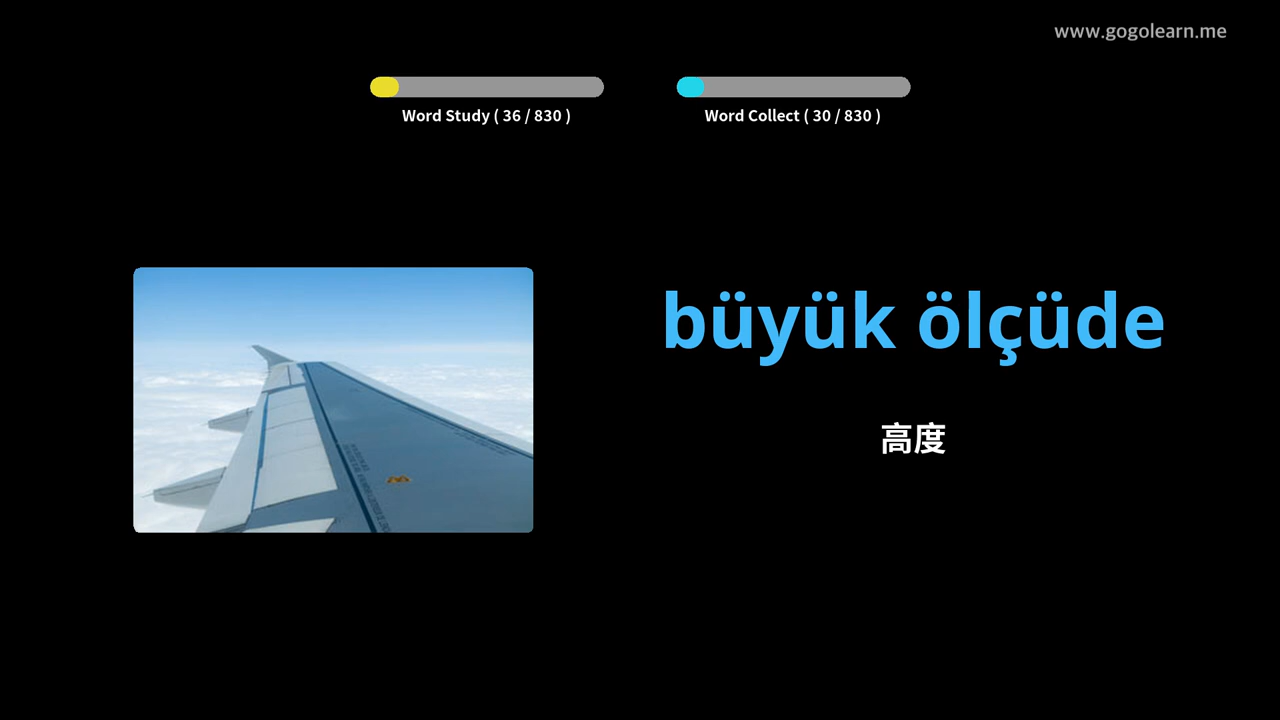 www.gogolearn.me
Word Study ( 36 / 830 )
Word Collect ( 30 / 830 )
büyük ölçüde
高度